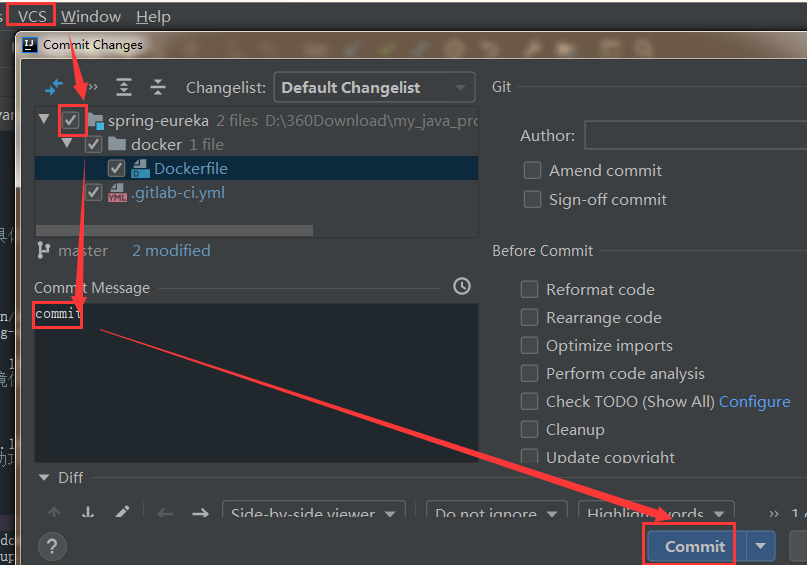 VCS Window Help
Commit Changes
Changelist: Default Changelist
Git
spring-eureka 2 files D:\360Download\my_java_pro
docker 1 file
Author:
Dockerfile
Amend commit
.gitlab-ci.yml
Sign-off commit
master 2 modified
Before Commit
Commit Message
Reformat code
commit
Rearrange code
Optimize imports
Perform code analysis
Check TODO (Show All) Configure
Cleanup
Update copyright
Diff
Side-by-side viewer Do not ignore Highlight words
? Commit